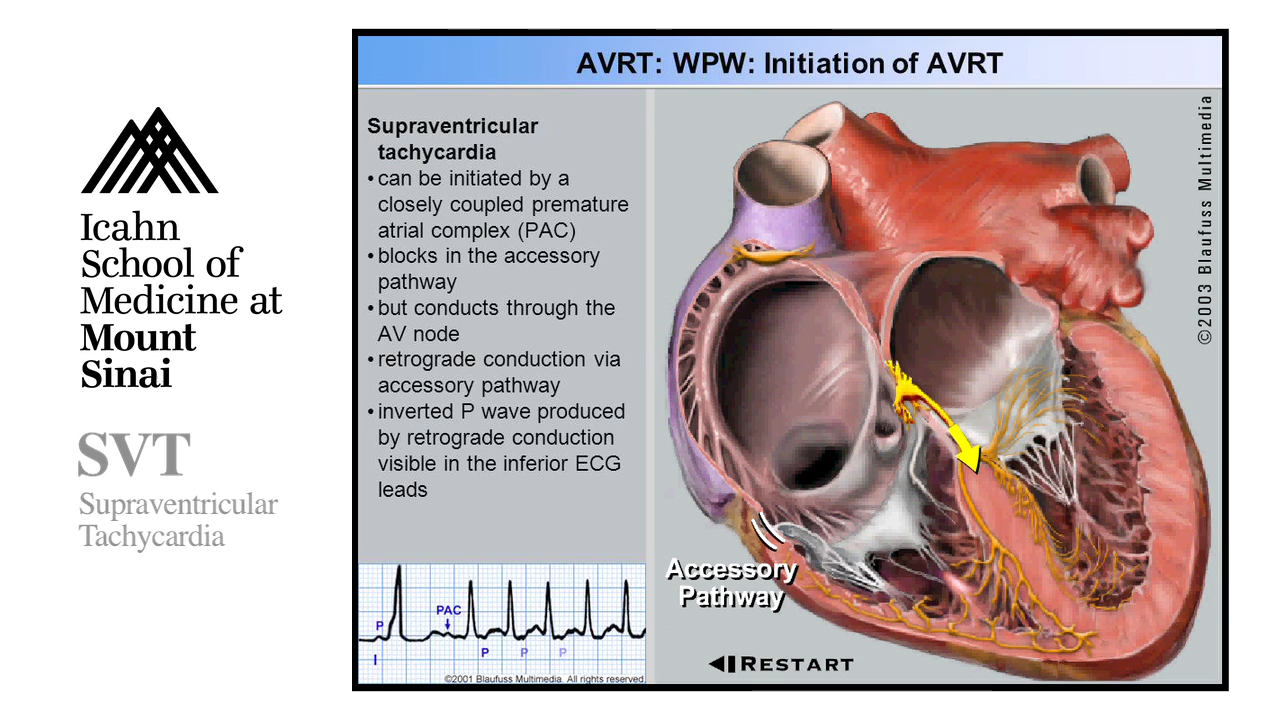 Icahn
School of
Medicine at
Mount
Sinai
SVT
Supraventricular
Tachycardia
AVRT: WPW: Initiation of AVRT
Supraventricular
tachycardia
• can be initiated by a
closely coupled premature
atrial complex (PAC)
• blocks in the accessory
pathway
• but conducts through the
AV node
• retrograde conduction via
accessory pathway
• inverted P wave produced
by retrograde conduction
visible in the inferior ECG
leads
P
PAC
I
P P P
©2001 Blaufuss Multimedia. All rights reserved.
©2003 Blaufuss Multimedia
Accessory
Pathway
RESTART